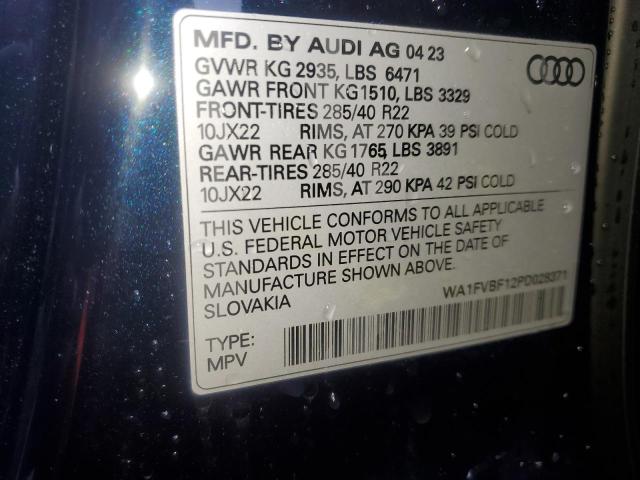 MFD. BY AUDI AG 04 23
GVWR KG 2935, LBS 6471
GAWR FRONT KG1510, LBS 3329
FRONT-TIRES 285/40 R22
10JX22 RIMS, AT 270 KPA 39 PSI COLD
GAWR REAR KG 1765, LBS 3891
REAR-TIRES 285/40 R22
10JX22 RIMS, AT 290 KPA 42 PSI COLD
THIS VEHICLE CONFORMS TO ALL APPLICABLE
U.S. FEDERAL MOTOR VEHICLE SAFETY
STANDARDS IN EFFECT ON THE DATE OF
MANUFACTURE SHOWN ABOVE.
SLOVAKIA
WA1FVBF12PD028371
TYPE:
MPV